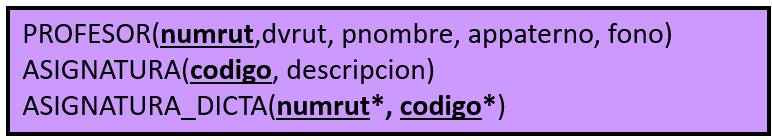 PROFESOR(numrut,dvrut, pnombre, appaterno, fono)
ASIGNATURA(codigo, descripcion)
ASIGNATURA_DICTA(numrut*, codigo*)